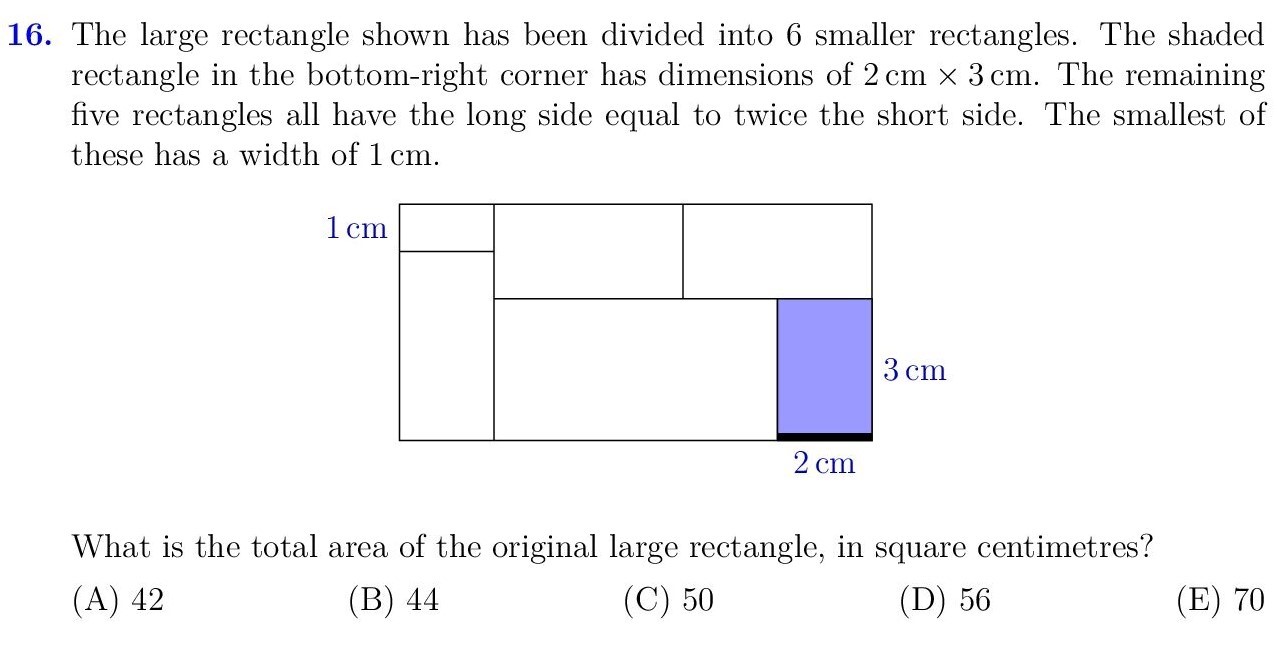 16. The large rectangle shown has been divided into 6 smaller rectangles. The shaded
rectangle in the bottom-right corner has dimensions of 2 cm × 3 cm. The remaining
five rectangles all have the long side equal to twice the short side. The smallest of
these has a width of 1 cm.
1 cm
3 cm
2 cm
What is the total area of the original large rectangle, in square centimetres?
(A) 42 (B) 44 (C) 50 (D) 56 (E) 70